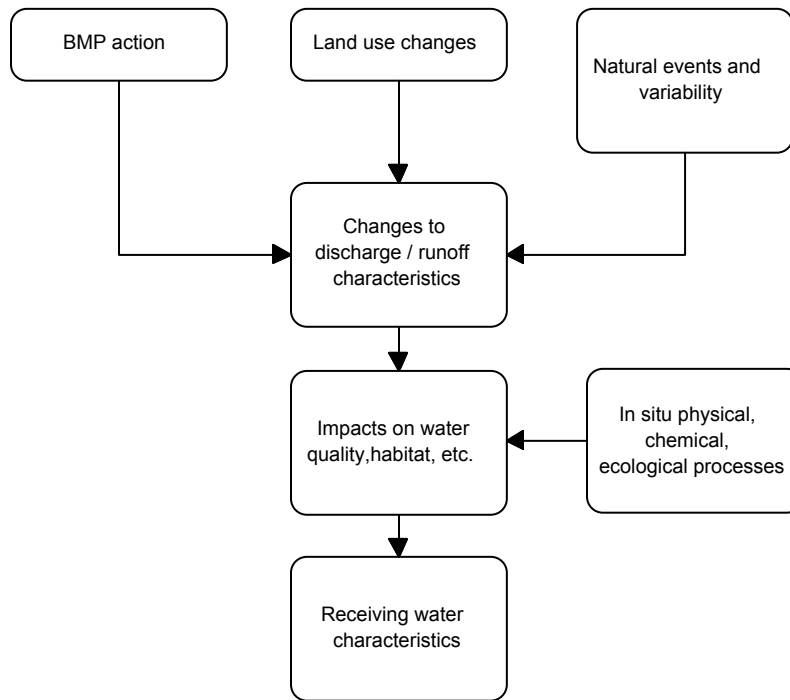 BMP action
Land use changes
Natural events and
variability
Changes to
discharge / runoff
characteristics
Impacts on water
quality,habitat, etc.
In situ physical,
chemical,
ecological processes
Receiving water
characteristics